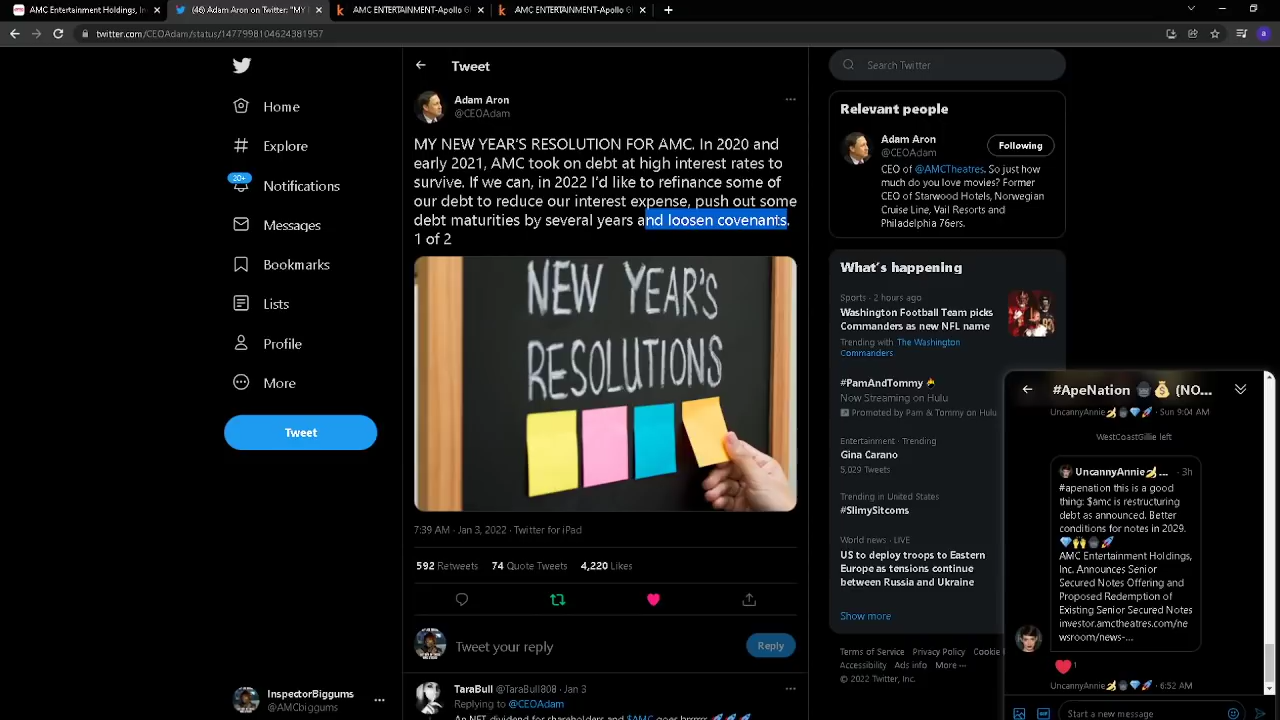 AMC Entertainment Holdings, In
(46) Adam Aron on Twitter: "MY
AMC ENTERTAINMENT-Apollo Gl
AMC ENTERTAINMENT-Apollo Gl
twitter.com/CEOAdam/status/1477998104624381957
Home
Explore
20+
Notifications
Messages
Bookmarks
Lists
Profile
More
Tweet
InspectorBiggums
@AMCbiggums
Tweet
Adam Aron
@CEOAdam
MY NEW YEAR'S RESOLUTION FOR AMC. In 2020 and
early 2021, AMC took on debt at high interest rates to
survive. If we can, in 2022 I'd like to refinance some of
our debt to reduce our interest expense, push out some
debt maturities by several years and loosen covenants.
1 of 2
NEW YEAR'S
RESOLUTIONS
7:39 AM · Jan 3, 2022 · Twitter for iPad
592 Retweets 74 Quote Tweets 4,220 Likes
Tweet your reply
Reply
TaraBull @TaraBull808 · Jan 3
Replying to @CEOAdam
An NFT dividend for shareholders and $AMC goes brrrrr 🚀🚀🚀
Search Twitter
Relevant people
Adam Aron
@CEOAdam
Following
CEO of @AMCTheatres. So just how
much do you love movies? Former
CEO of Starwood Hotels, Norwegian
Cruise Line, Vail Resorts and
Philadelphia 76ers.
What's happening
Sports · 2 hours ago
Washington Football Team picks
Commanders as new NFL name
Trending with The Washington
Commanders
#PamAndTommy
Now Streaming on Hulu
Promoted by Pam & Tommy on Hulu
Entertainment · Trending
Gina Carano
5,029 Tweets
Trending in United States
#SlimySitcoms
World news · LIVE
US to deploy troops to Eastern
Europe as tensions continue
between Russia and Ukraine
Show more
Terms of Service Privacy Policy Cookie
Accessibility Ads info More ···
© 2022 Twitter, Inc.
#ApeNation 🦍💰 (NO...
UncannyAnnie🍌🦍💎🚀 · Sun 9:04 AM
WestCoastGillie left
UncannyAnnie🍌... · 3h
#apenation this is a good
thing: $amc is restructuring
debt as announced. Better
conditions for notes in 2029.
💎🙌🦍🚀
AMC Entertainment Holdings,
Inc. Announces Senior
Secured Notes Offering and
Proposed Redemption of
Existing Senior Secured Notes
investor.amctheatres.com/ne
wsroom/news-...
1
UncannyAnnie🍌🦍💎🚀 · 6:52 AM
Start a new message